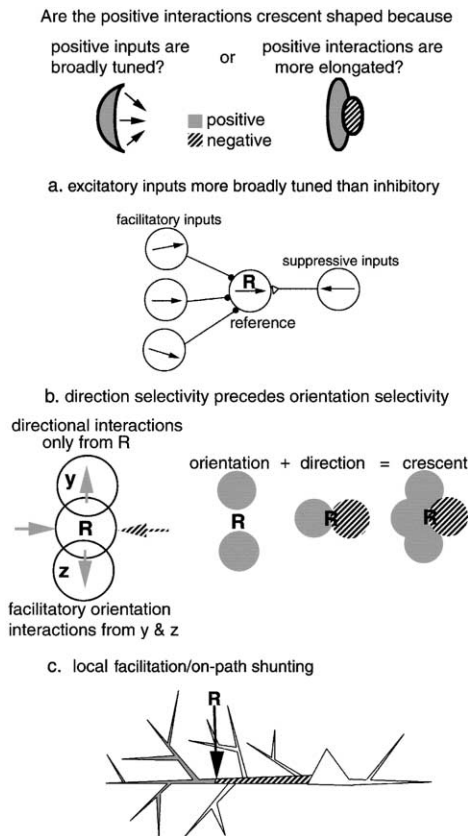 Are the positive interactions crescent shaped because
positive inputs are
broadly tuned?
or
positive interactions are
more elongated?
positive
negative
a. excitatory inputs more broadly tuned than inhibitory
facilitatory inputs
suppressive inputs
R
reference
b. direction selectivity precedes orientation selectivity
directional interactions
only from R
y
R
z
facilitatory orientation
interactions from y & z
orientation + direction = crescent
R
R
R
c. local facilitation/on-path shunting
R